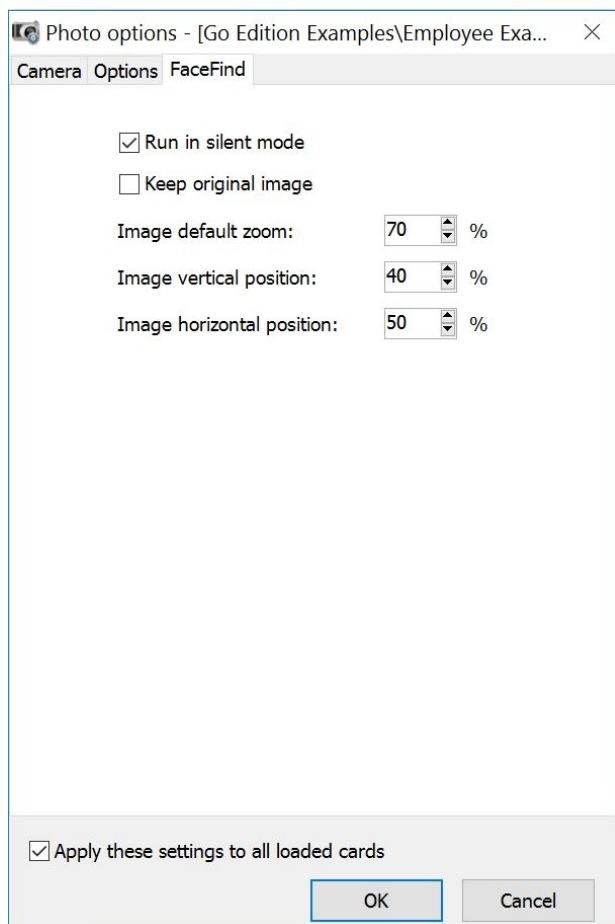 Photo options - [Go Edition Examples\Employee Exa...
Camera Options FaceFind
Run in silent mode
Keep original image
Image default zoom: 70 %
Image vertical position: 40 %
Image horizontal position: 50 %
Apply these settings to all loaded cards
OK Cancel